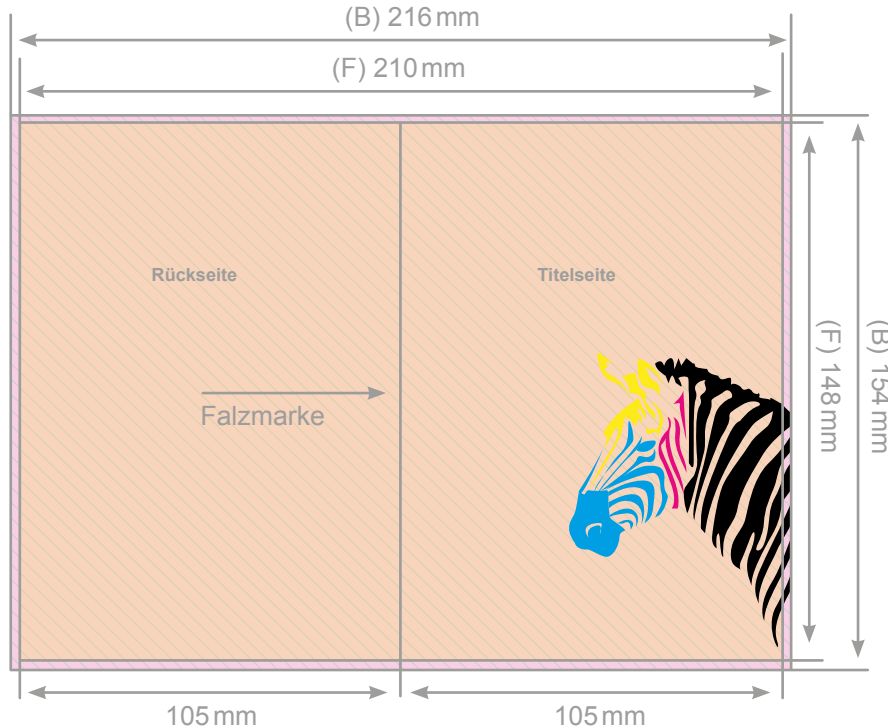 (B) 216 mm
(F) 210 mm
Rückseite
Titelseite
(F) 148 mm
(B) 154 mm
Falzmarke
105 mm
105 mm